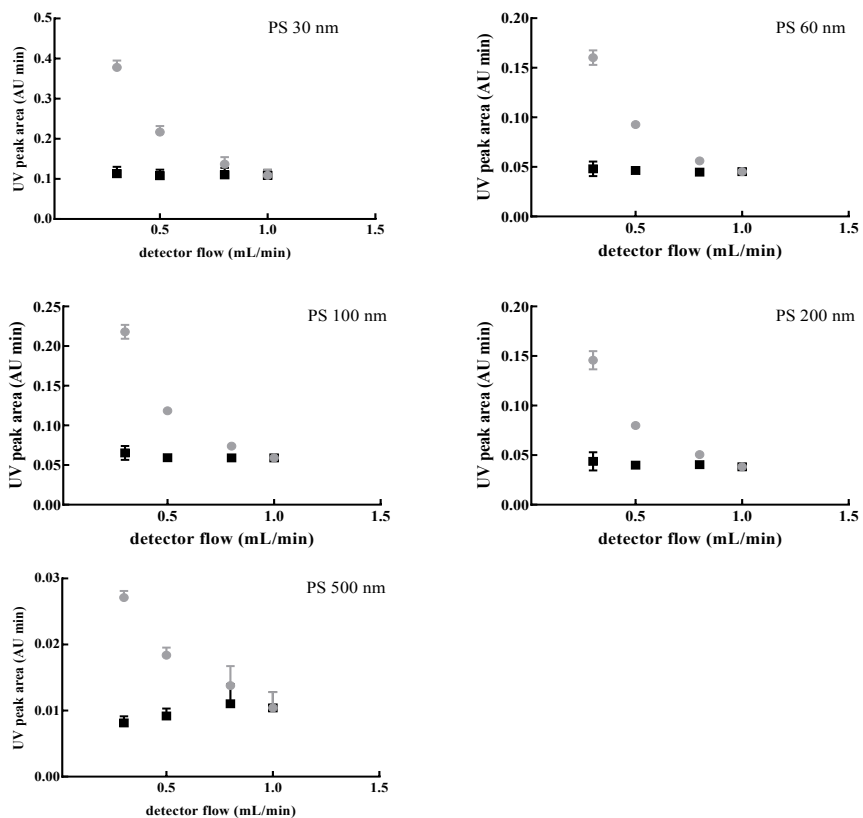 PS 30 nm
UV peak area (AU min)
0.5
0.4
0.3
0.2
0.1
0.0
0.5
1.0
1.5
detector flow (mL/min)
PS 60 nm
UV peak area (AU min)
0.20
0.15
0.10
0.05
0.00
0.5
1.0
1.5
detector flow (mL/min)
PS 100 nm
UV peak area (AU min)
0.25
0.20
0.15
0.10
0.05
0.00
0.5
1.0
1.5
detector flow (mL/min)
PS 200 nm
UV peak area (AU min)
0.20
0.15
0.10
0.05
0.00
0.5
1.0
1.5
detector flow (mL/min)
PS 500 nm
UV peak area (AU min)
0.03
0.02
0.01
0.00
0.5
1.0
1.5
detector flow (mL/min)